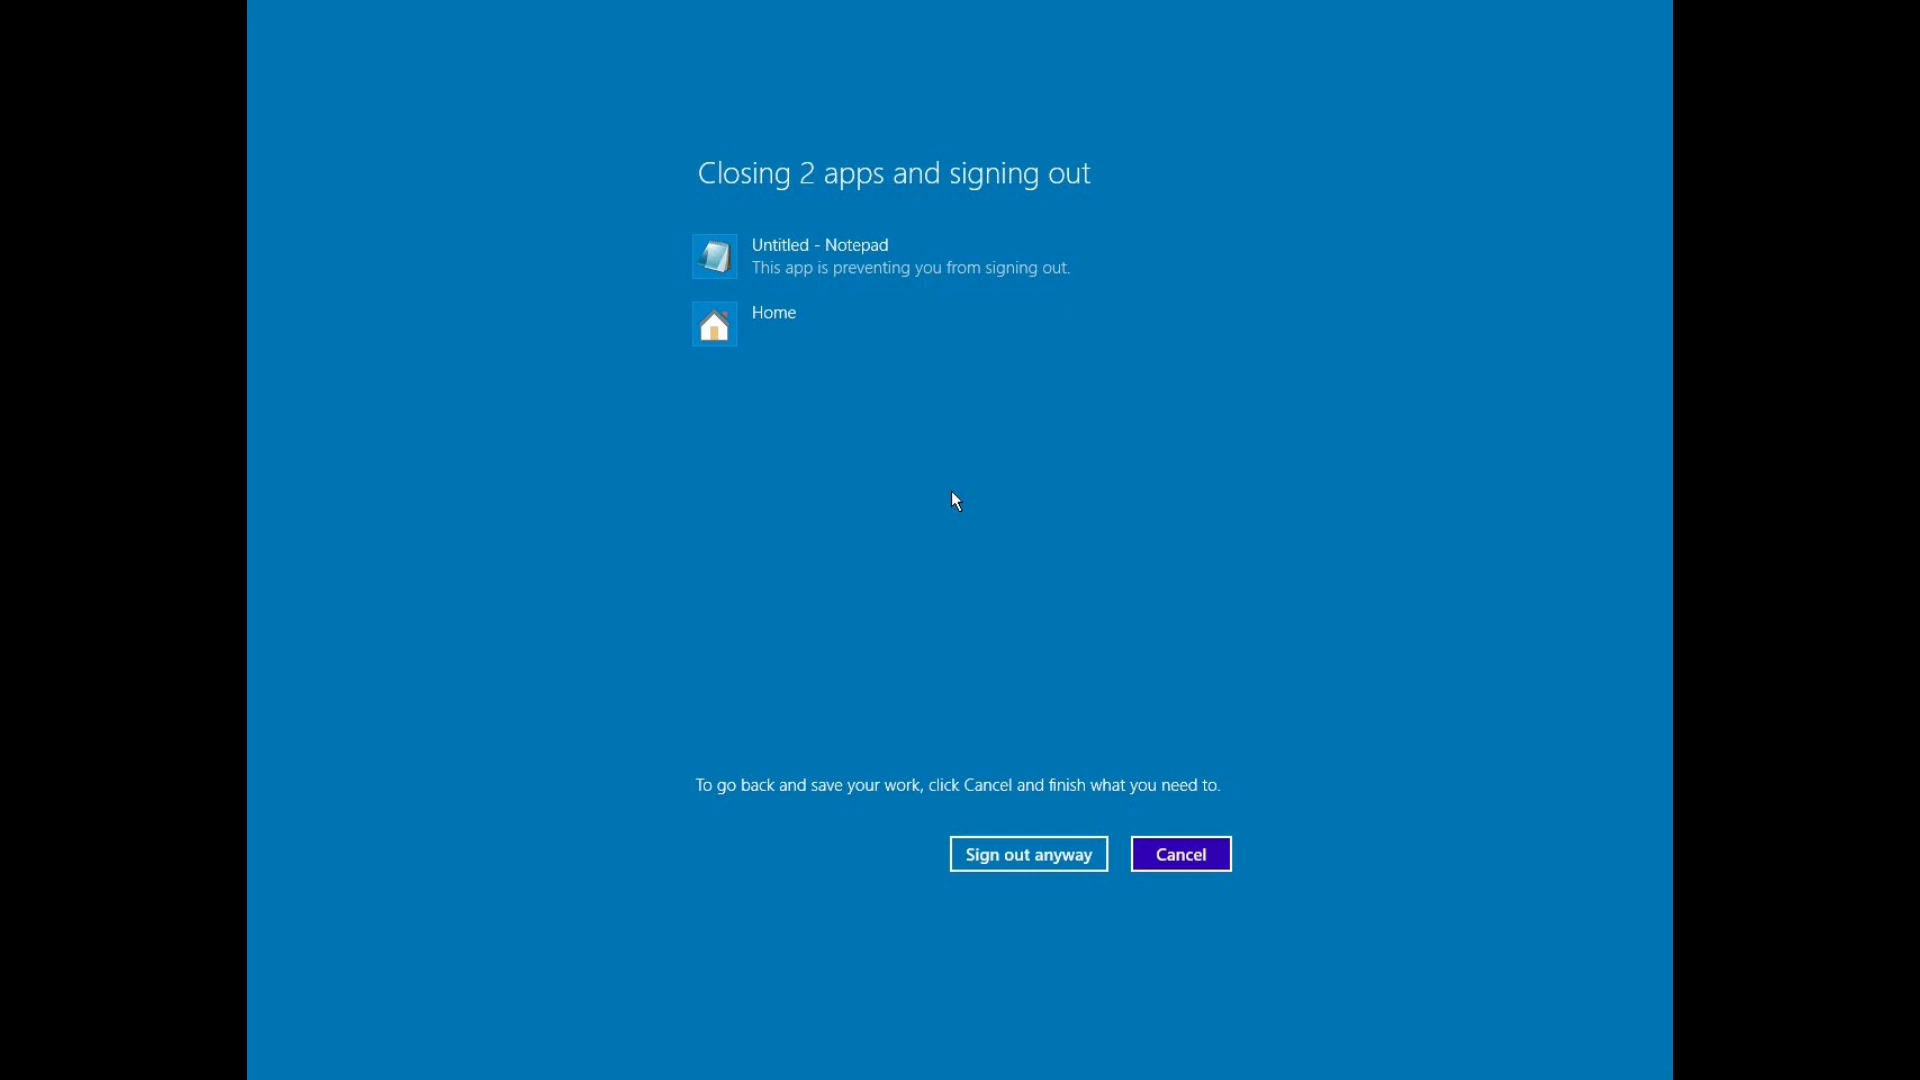 Closing 2 apps and signing out
Untitled - Notepad
This app is preventing you from signing out.
Home
To go back and save your work, click Cancel and finish what you need to.
Sign out anyway
Cancel